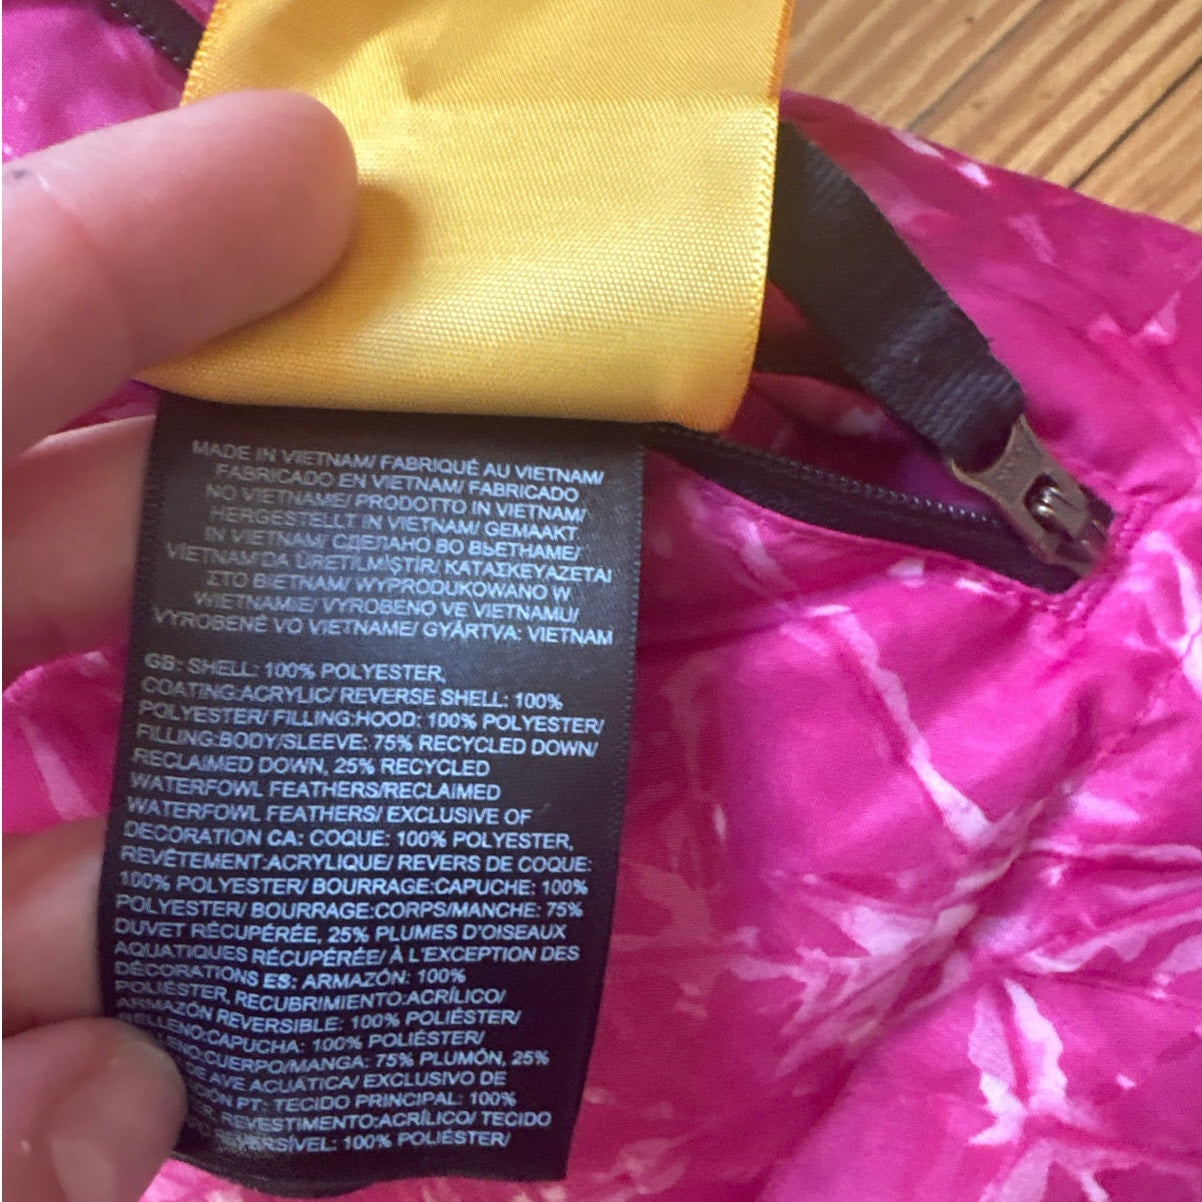 MADE IN VIETNAM/ FABRIQUÉ AU VIETNAM/
FABRICADO EN VIETNAM/ FABRICADO
NO VIETNAME/ PRODOTTO IN VIETNAM/
HERGESTELLT IN VIETNAM/ GEMAAKT
IN VIETNAM/ СДЕЛАНО ВО ВЬЕТНАМЕ/
VIETNAM'DA ÜRETİLMİŞTİR/ ΚΑΤΑΣΚΕΥΑΖΕΤΑΙ
ΣΤΟ ΒΙΕΤΝΑΜ/ WYPRODUKOWANO W
WIETNAMIE/ VYROBENO VE VIETNAMU/
VYROBENÉ VO VIETNAME/ GYÁRTVA: VIETNAM
GB: SHELL: 100% POLYESTER,
COATING:ACRYLIC/ REVERSE SHELL: 100%
POLYESTER/ FILLING:HOOD: 100% POLYESTER/
FILLING:BODY/SLEEVE: 75% RECYCLED DOWN/
RECLAIMED DOWN, 25% RECYCLED
WATERFOWL FEATHERS/RECLAIMED
WATERFOWL FEATHERS/ EXCLUSIVE OF
DECORATION CA: COQUE: 100% POLYESTER,
REVÊTEMENT:ACRYLIQUE/ REVERS DE COQUE:
100% POLYESTER/ BOURRAGE:CAPUCHE: 100%
POLYESTER/ BOURRAGE:CORPS/MANCHE: 75%
DUVET RÉCUPÉRÉE, 25% PLUMES D'OISEAUX
AQUATIQUES RÉCUPÉRÉE/ À L'EXCEPTION DES
DÉCORATIONS ES: ARMAZÓN: 100%
POLIÉSTER, RECUBRIMIENTO:ACRÍLICO/
ARMAZÓN REVERSIBLE: 100% POLIÉSTER/
RELLENO:CAPUCHA: 100% POLIÉSTER/
CUERPO/MANGA: 75% PLUMÓN, 25%
DE AVE ACUÁTICA/ EXCLUSIVO DE
PT: TECIDO PRINCIPAL: 100%
REVESTIMENTO:ACRÍLICO/ TECIDO
100% POLIÉSTER/